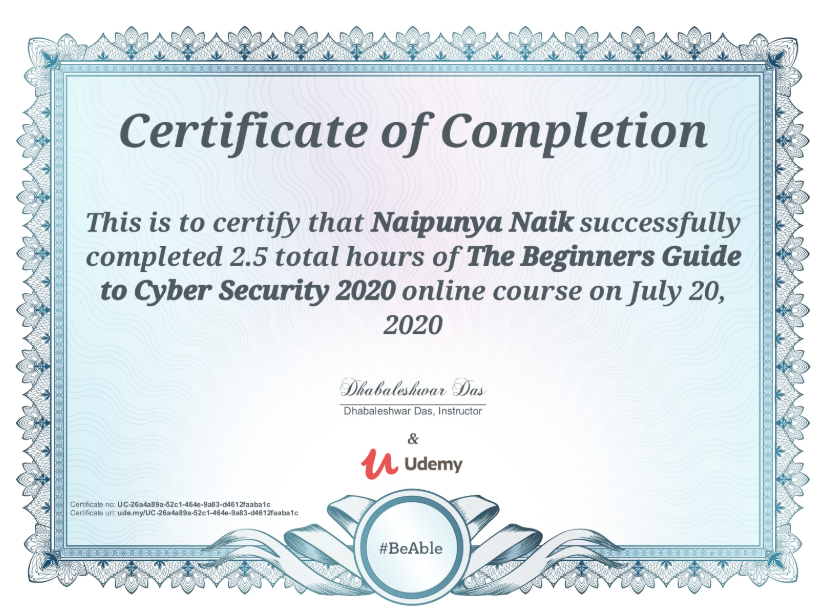 Certificate of Completion
This is to certify that Naipunya Naik successfully
completed 2.5 total hours of The Beginners Guide
to Cyber Security 2020 online course on July 20,
2020
Dhabaleshwar Das
Dhabaleshwar Das, Instructor
&
Udemy
Certificate no: UC-26a4a89a-52c1-464e-9a83-d4612faaba1c
Certificate url: ude.my/UC-26a4a89a-52c1-464e-9a83-d4612faaba1c
#BeAble